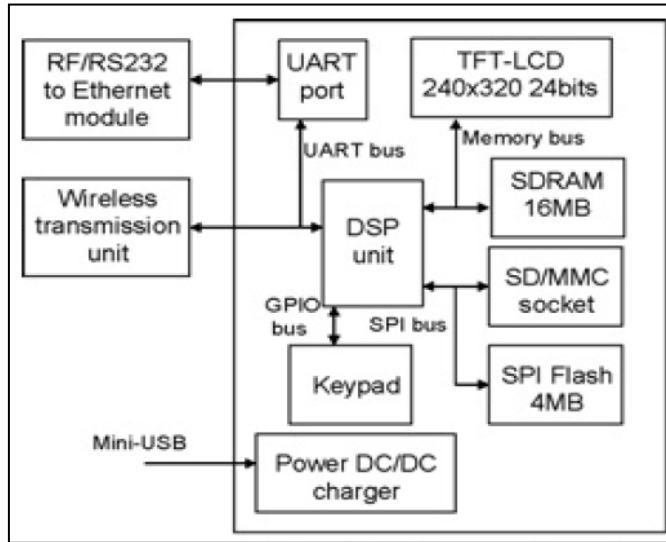 RF/RS232
to Ethernet
module
UART
port
TFT-LCD
240x320 24bits
UART bus
Memory bus
Wireless
transmission
unit
DSP
unit
SDRAM
16MB
SD/MMC
socket
GPIO
bus
SPI bus
Keypad
SPI Flash
4MB
Mini-USB
Power DC/DC
charger